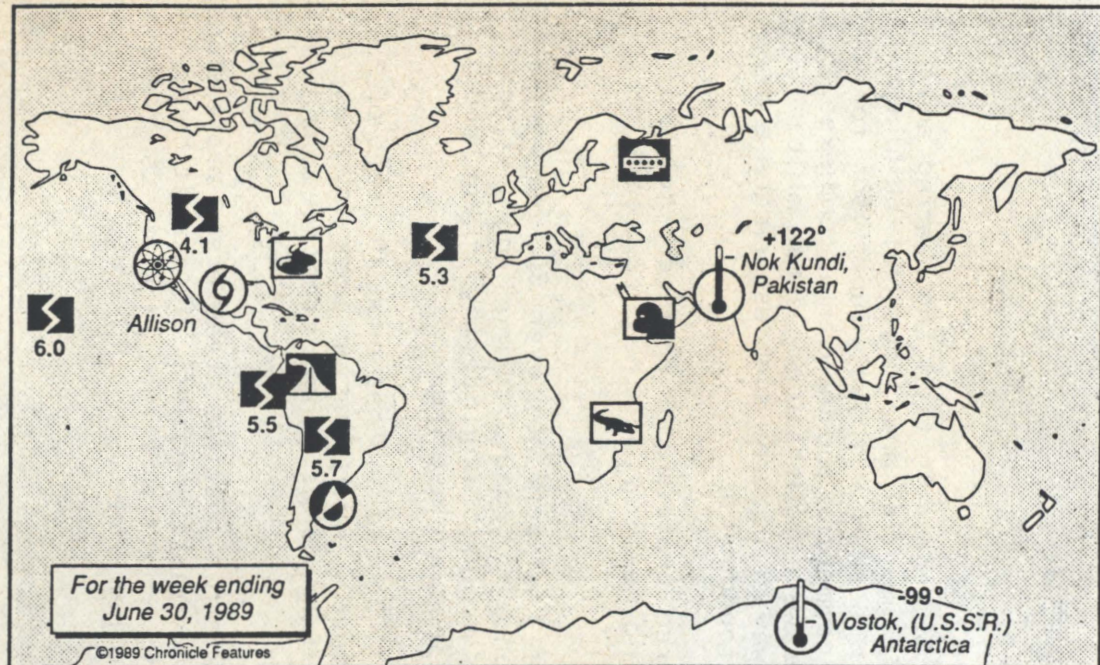 4.1
+122°
Nok Kundi,
Pakistan
5.3
Allison
6.0
5.5
5.7
For the week ending
June 30, 1989
©1989 Chronicle Features
-99°
Vostok, (U.S.S.R.)
Antarctica